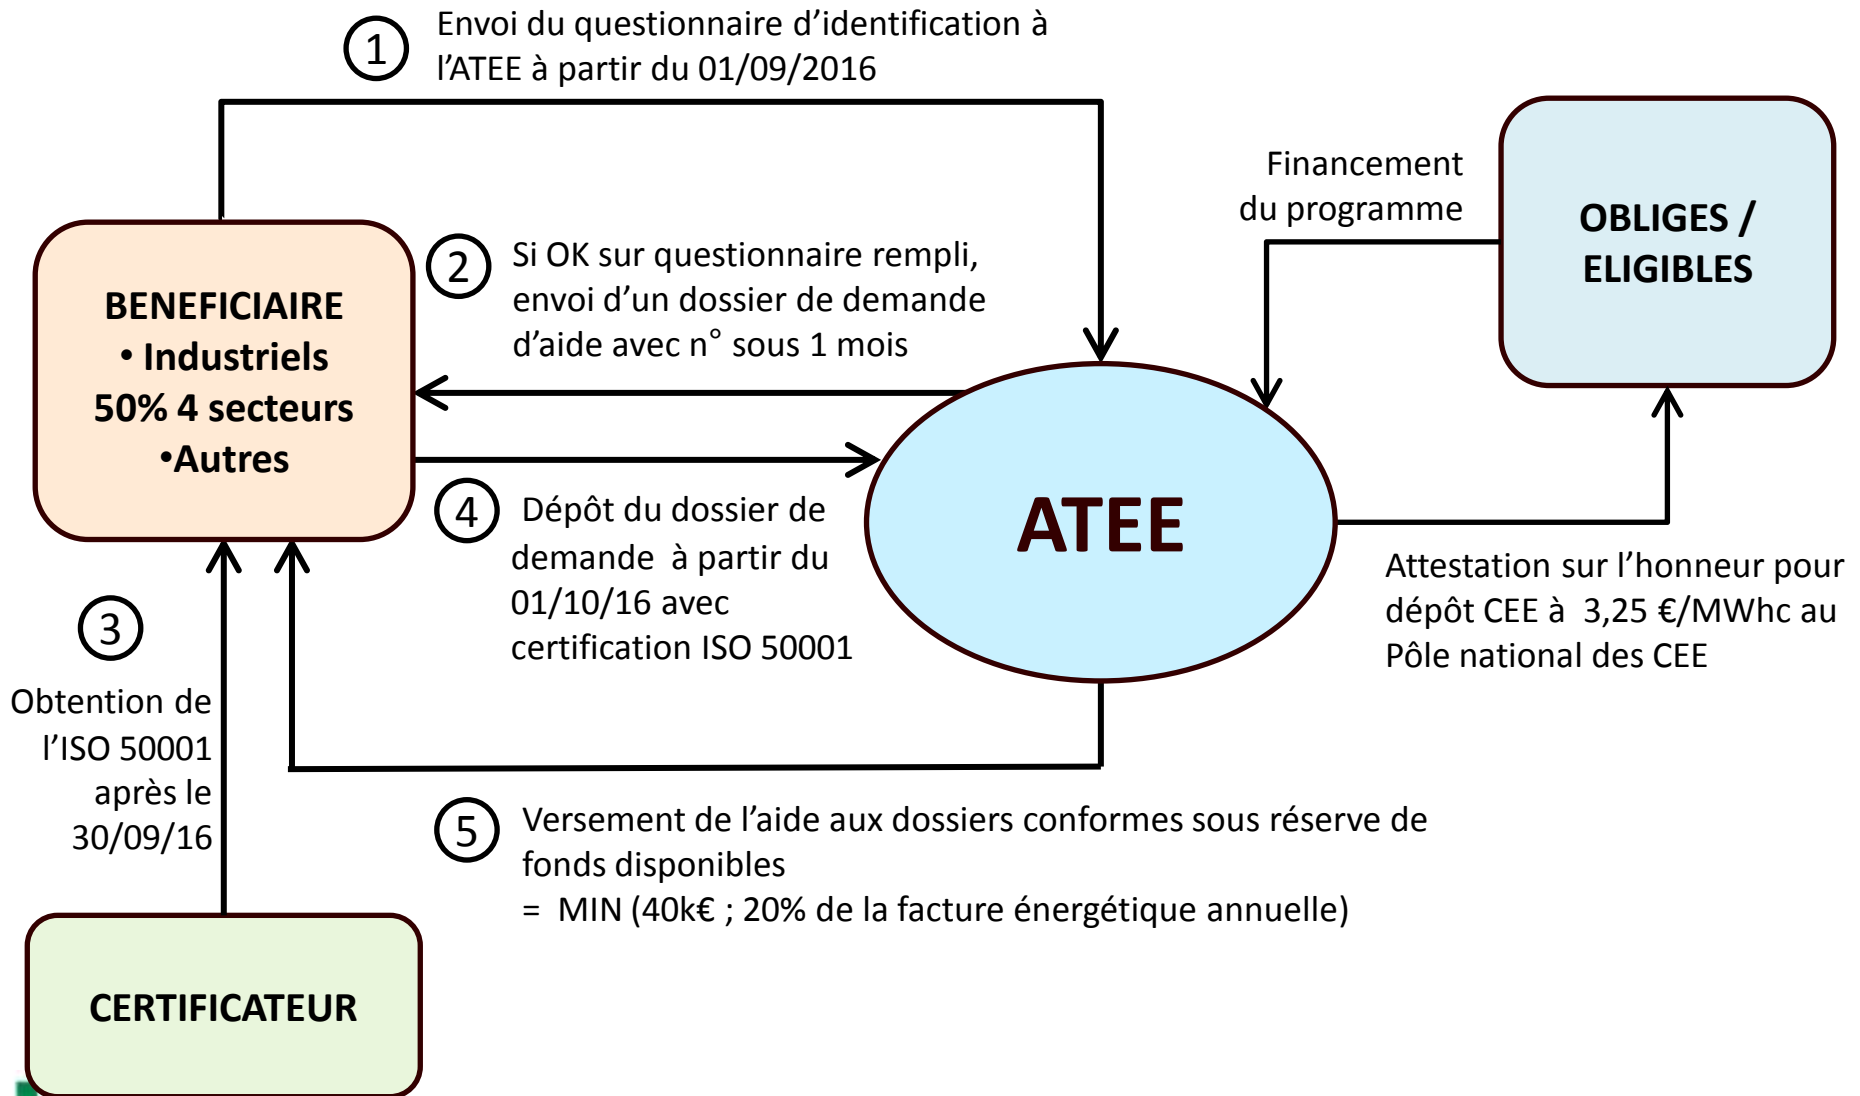 1
Envoi du questionnaire d’identification à
l’ATEE à partir du 01/09/2016
Financement
du programme
OBLIGES /
ELIGIBLES
2
Si OK sur questionnaire rempli,
envoi d’un dossier de demande
d’aide avec n° sous 1 mois
BENEFICIAIRE
• Industriels
50% 4 secteurs
•Autres
ATEE
4
Dépôt du dossier de
demande à partir du
01/10/16 avec
certification ISO 50001
Attestation sur l’honneur pour
dépôt CEE à 3,25 €/MWhc au
Pôle national des CEE
3
Obtention de
l’ISO 50001
après le
30/09/16
5
Versement de l’aide aux dossiers conformes sous réserve de
fonds disponibles
= MIN (40k€ ; 20% de la facture énergétique annuelle)
CERTIFICATEUR